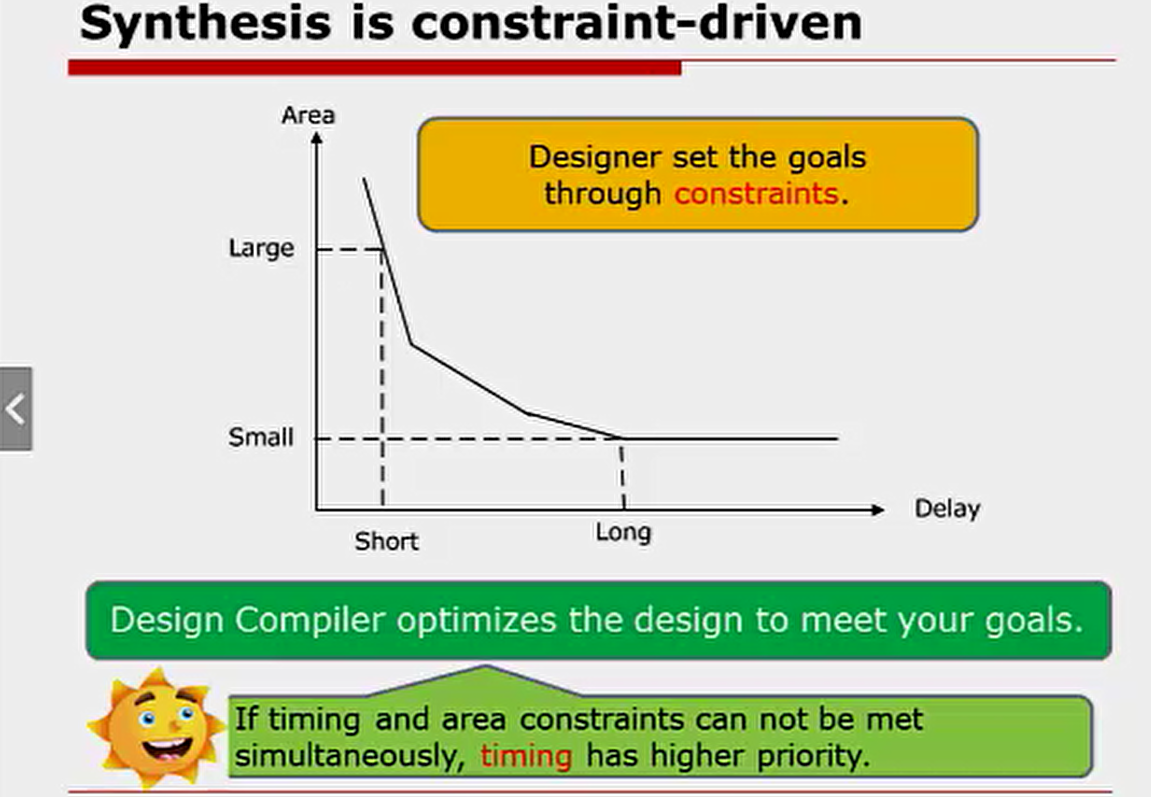 Synthesis is constraint-driven
Area
Designer set the goals
through constraints.
Large
Small
Delay
Short
Long
Design Compiler optimizes the design to meet your goals.
If timing and area constraints can not be met
simultaneously, timing has higher priority.